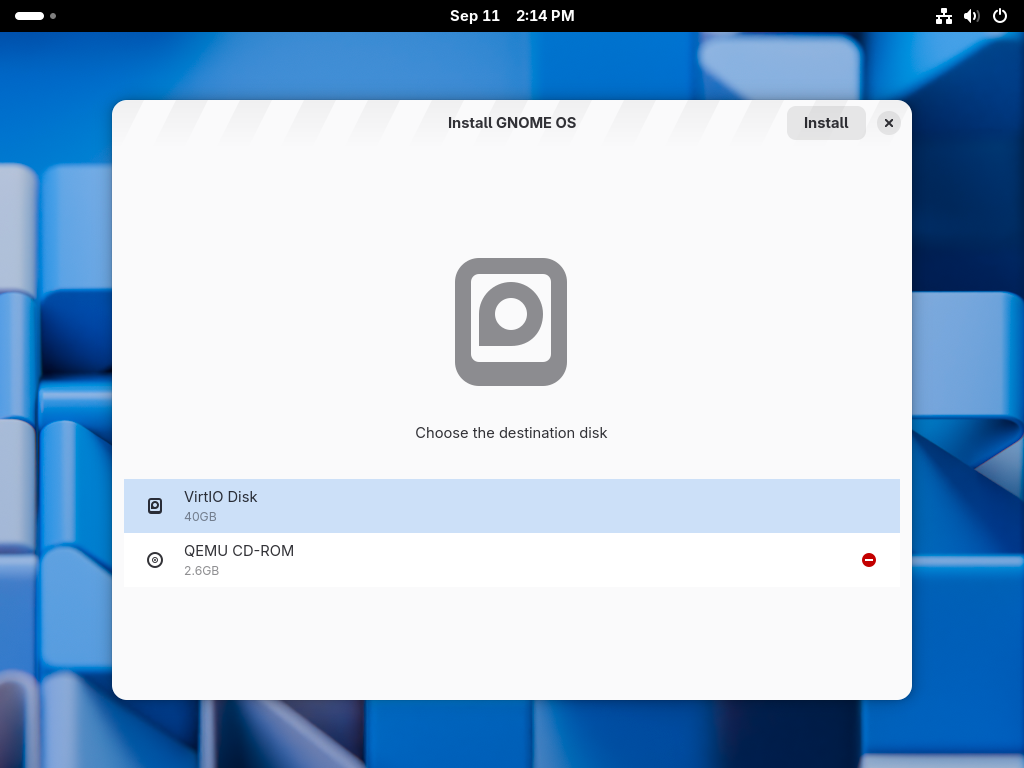 Sep 11 2:14 PM
Install GNOME OS
Install
Choose the destination disk
VirtIO Disk
40GB
QEMU CD-ROM
2.6GB